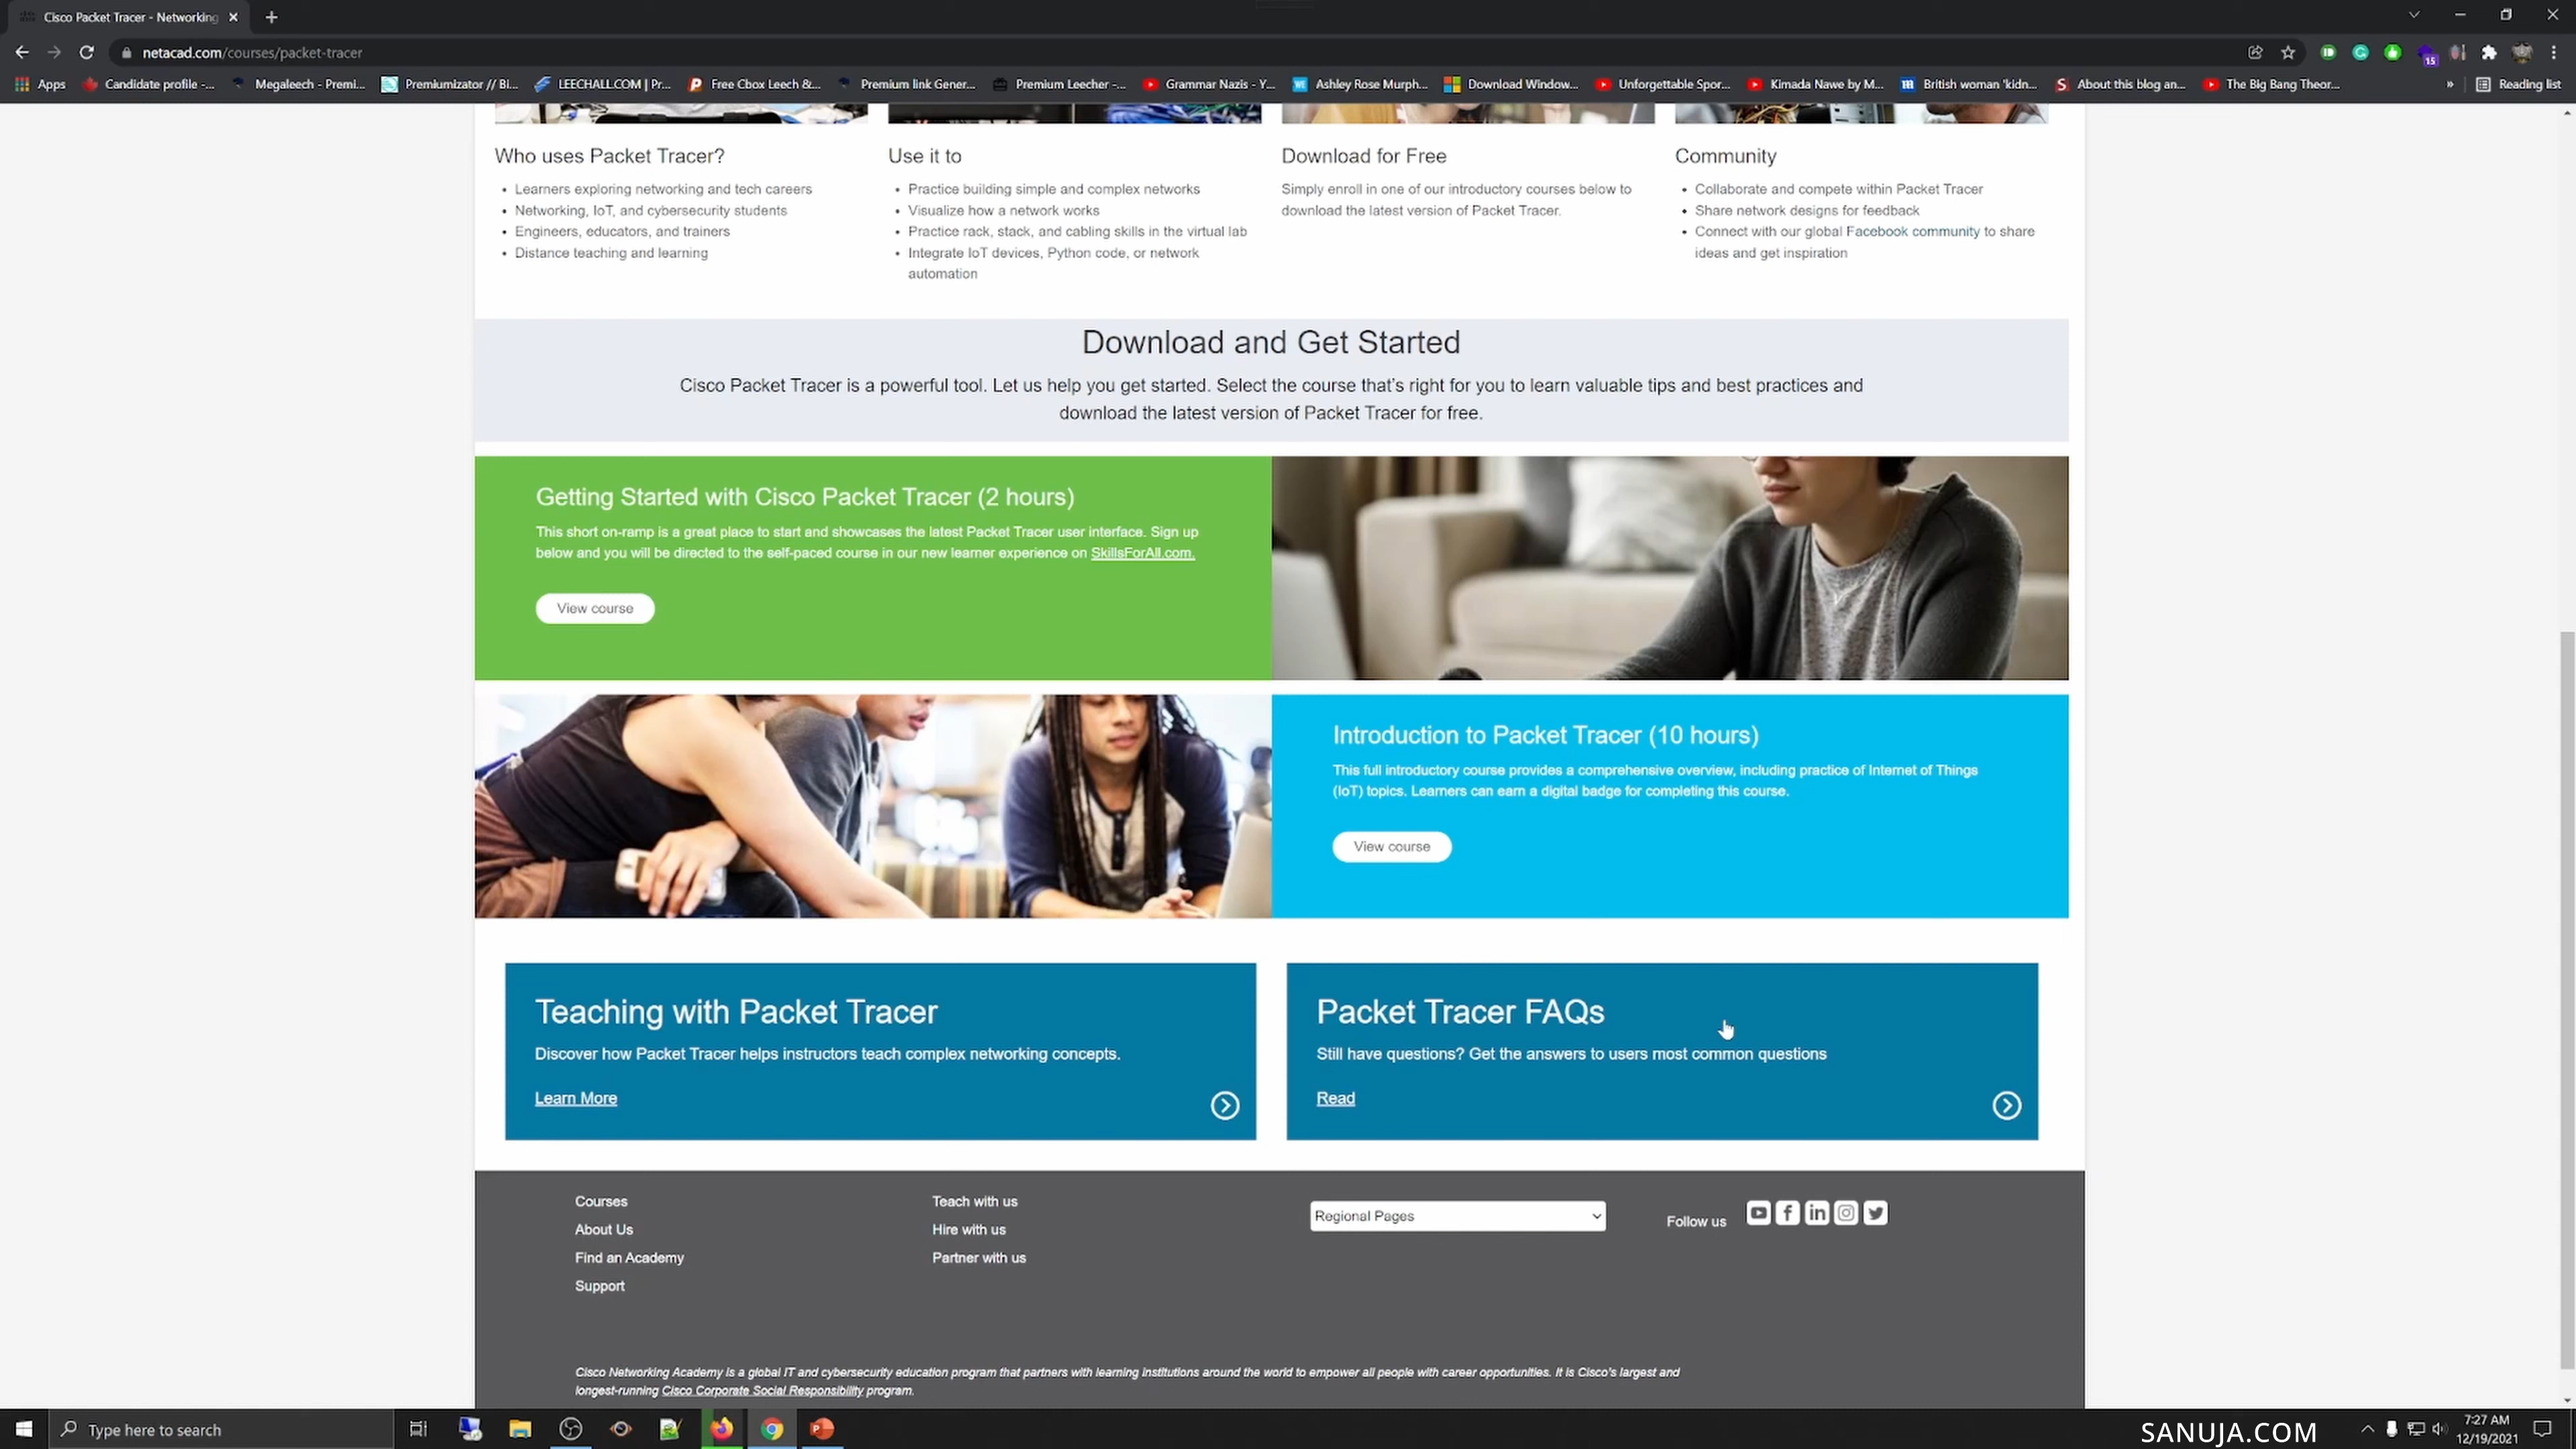 Cisco Packet Tracer - Networking
netacad.com/courses/packet-tracer
Apps
Candidate profile -...
Megaleech - Premi...
Premiumizator // Bl...
LEECHALL.COM | Pr...
Free Cbox Leech &...
Premium link Gener...
Premium Leecher -...
Grammar Nazis - Y...
Ashley Rose Murph...
Download Window...
Unforgettable Spor...
Kimada Nawe by M...
British woman 'kidn...
About this blog an...
The Big Bang Theor...
»
Reading list
15
Who uses Packet Tracer?
• Learners exploring networking and tech careers
• Networking, IoT, and cybersecurity students
• Engineers, educators, and trainers
• Distance teaching and learning
Use it to
• Practice building simple and complex networks
• Visualize how a network works
• Practice rack, stack, and cabling skills in the virtual lab
• Integrate IoT devices, Python code, or network
automation
Download for Free
Simply enroll in one of our introductory courses below to
download the latest version of Packet Tracer.
Community
• Collaborate and compete within Packet Tracer
• Share network designs for feedback
• Connect with our global Facebook community to share
ideas and get inspiration
Download and Get Started
Cisco Packet Tracer is a powerful tool. Let us help you get started. Select the course that's right for you to learn valuable tips and best practices and
download the latest version of Packet Tracer for free.
Getting Started with Cisco Packet Tracer (2 hours)
This short on-ramp is a great place to start and showcases the latest Packet Tracer user interface. Sign up
below and you will be directed to the self-paced course in our new learner experience on SkillsForAll.com.
View course
Introduction to Packet Tracer (10 hours)
This full introductory course provides a comprehensive overview, including practice of Internet of Things
(IoT) topics. Learners can earn a digital badge for completing this course.
View course
Teaching with Packet Tracer
Discover how Packet Tracer helps instructors teach complex networking concepts.
Learn More
Packet Tracer FAQs
Still have questions? Get the answers to users most common questions
Read
Courses
About Us
Find an Academy
Support
Teach with us
Hire with us
Partner with us
Regional Pages
Follow us
Cisco Networking Academy is a global IT and cybersecurity education program that partners with learning institutions around the world to empower all people with career opportunities. It is Cisco's largest and
longest-running Cisco Corporate Social Responsibility program.
Type here to search
SANUJA.COM
7:27 AM
12/19/2021